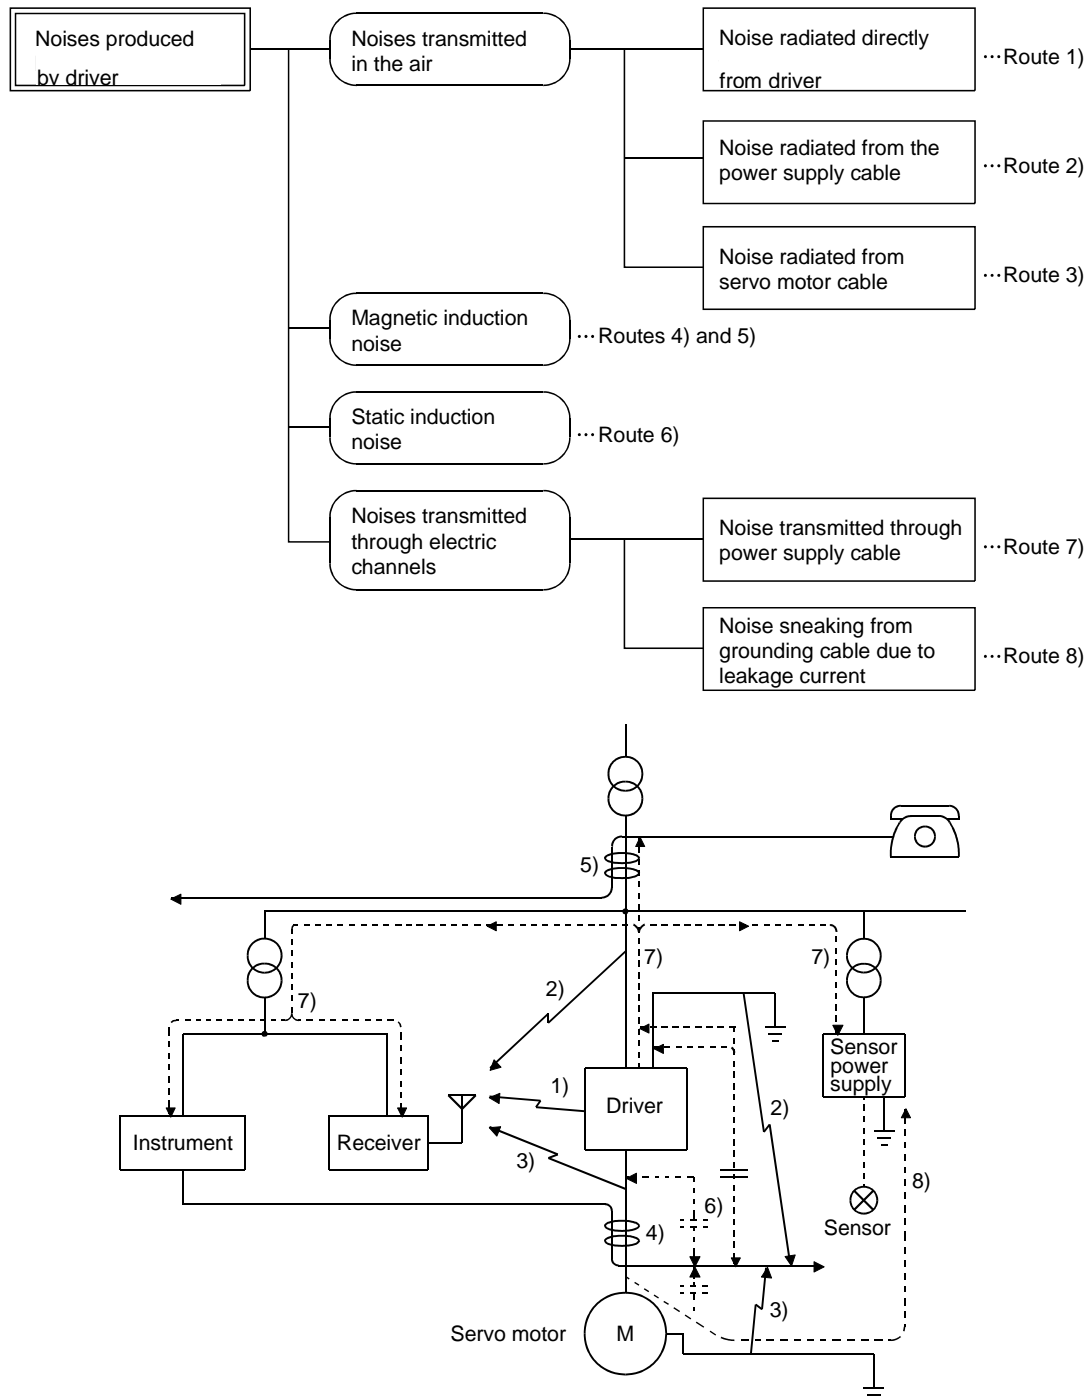 Noises produced
by driver
Noises transmitted
in the air
Noise radiated directly
from driver
···Route 1)
Noise radiated from the
power supply cable
···Route 2)
Noise radiated from
servo motor cable
···Route 3)
Magnetic induction
noise
···Routes 4) and 5)
Static induction
noise
···Route 6)
Noises transmitted
through electric
channels
Noise transmitted through
power supply cable
···Route 7)
Noise sneaking from
grounding cable due to
leakage current
···Route 8)
5)
7)
7)
2)
7)
Sensor
power
supply
1)
Driver
2)
Instrument
Receiver
3)
8)
6)
Sensor
4)
3)
Servo motor
M